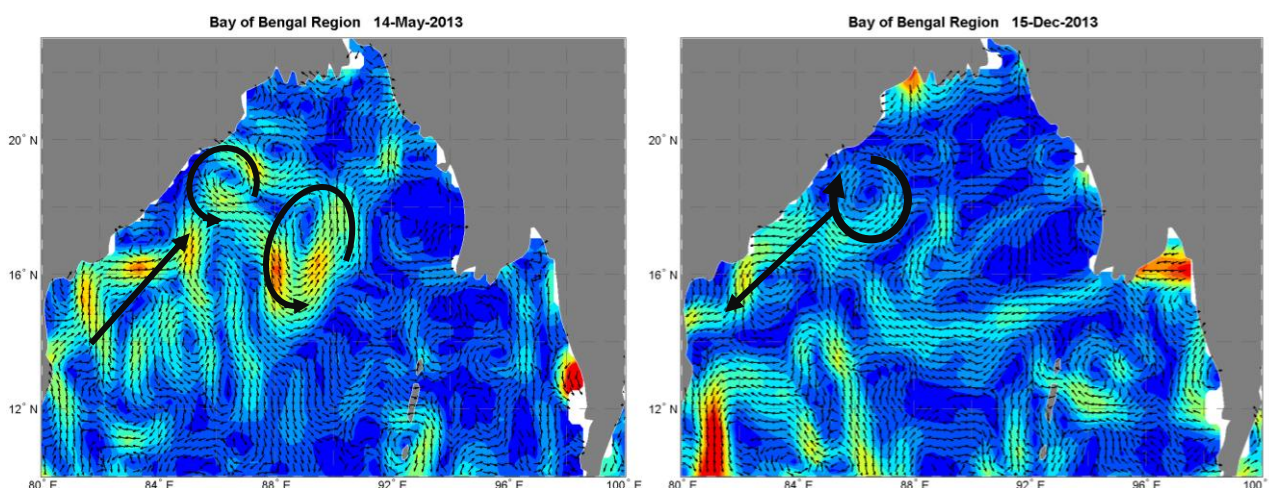 Bay of Bengal Region 14-May-2013
20° N
16° N
12° N
80° E 84° E 88° E 92° E 96° E 100° E
Bay of Bengal Region 15-Dec-2013
20° N
16° N
12° N
80° E 84° E 88° E 92° E 96° E 100° E